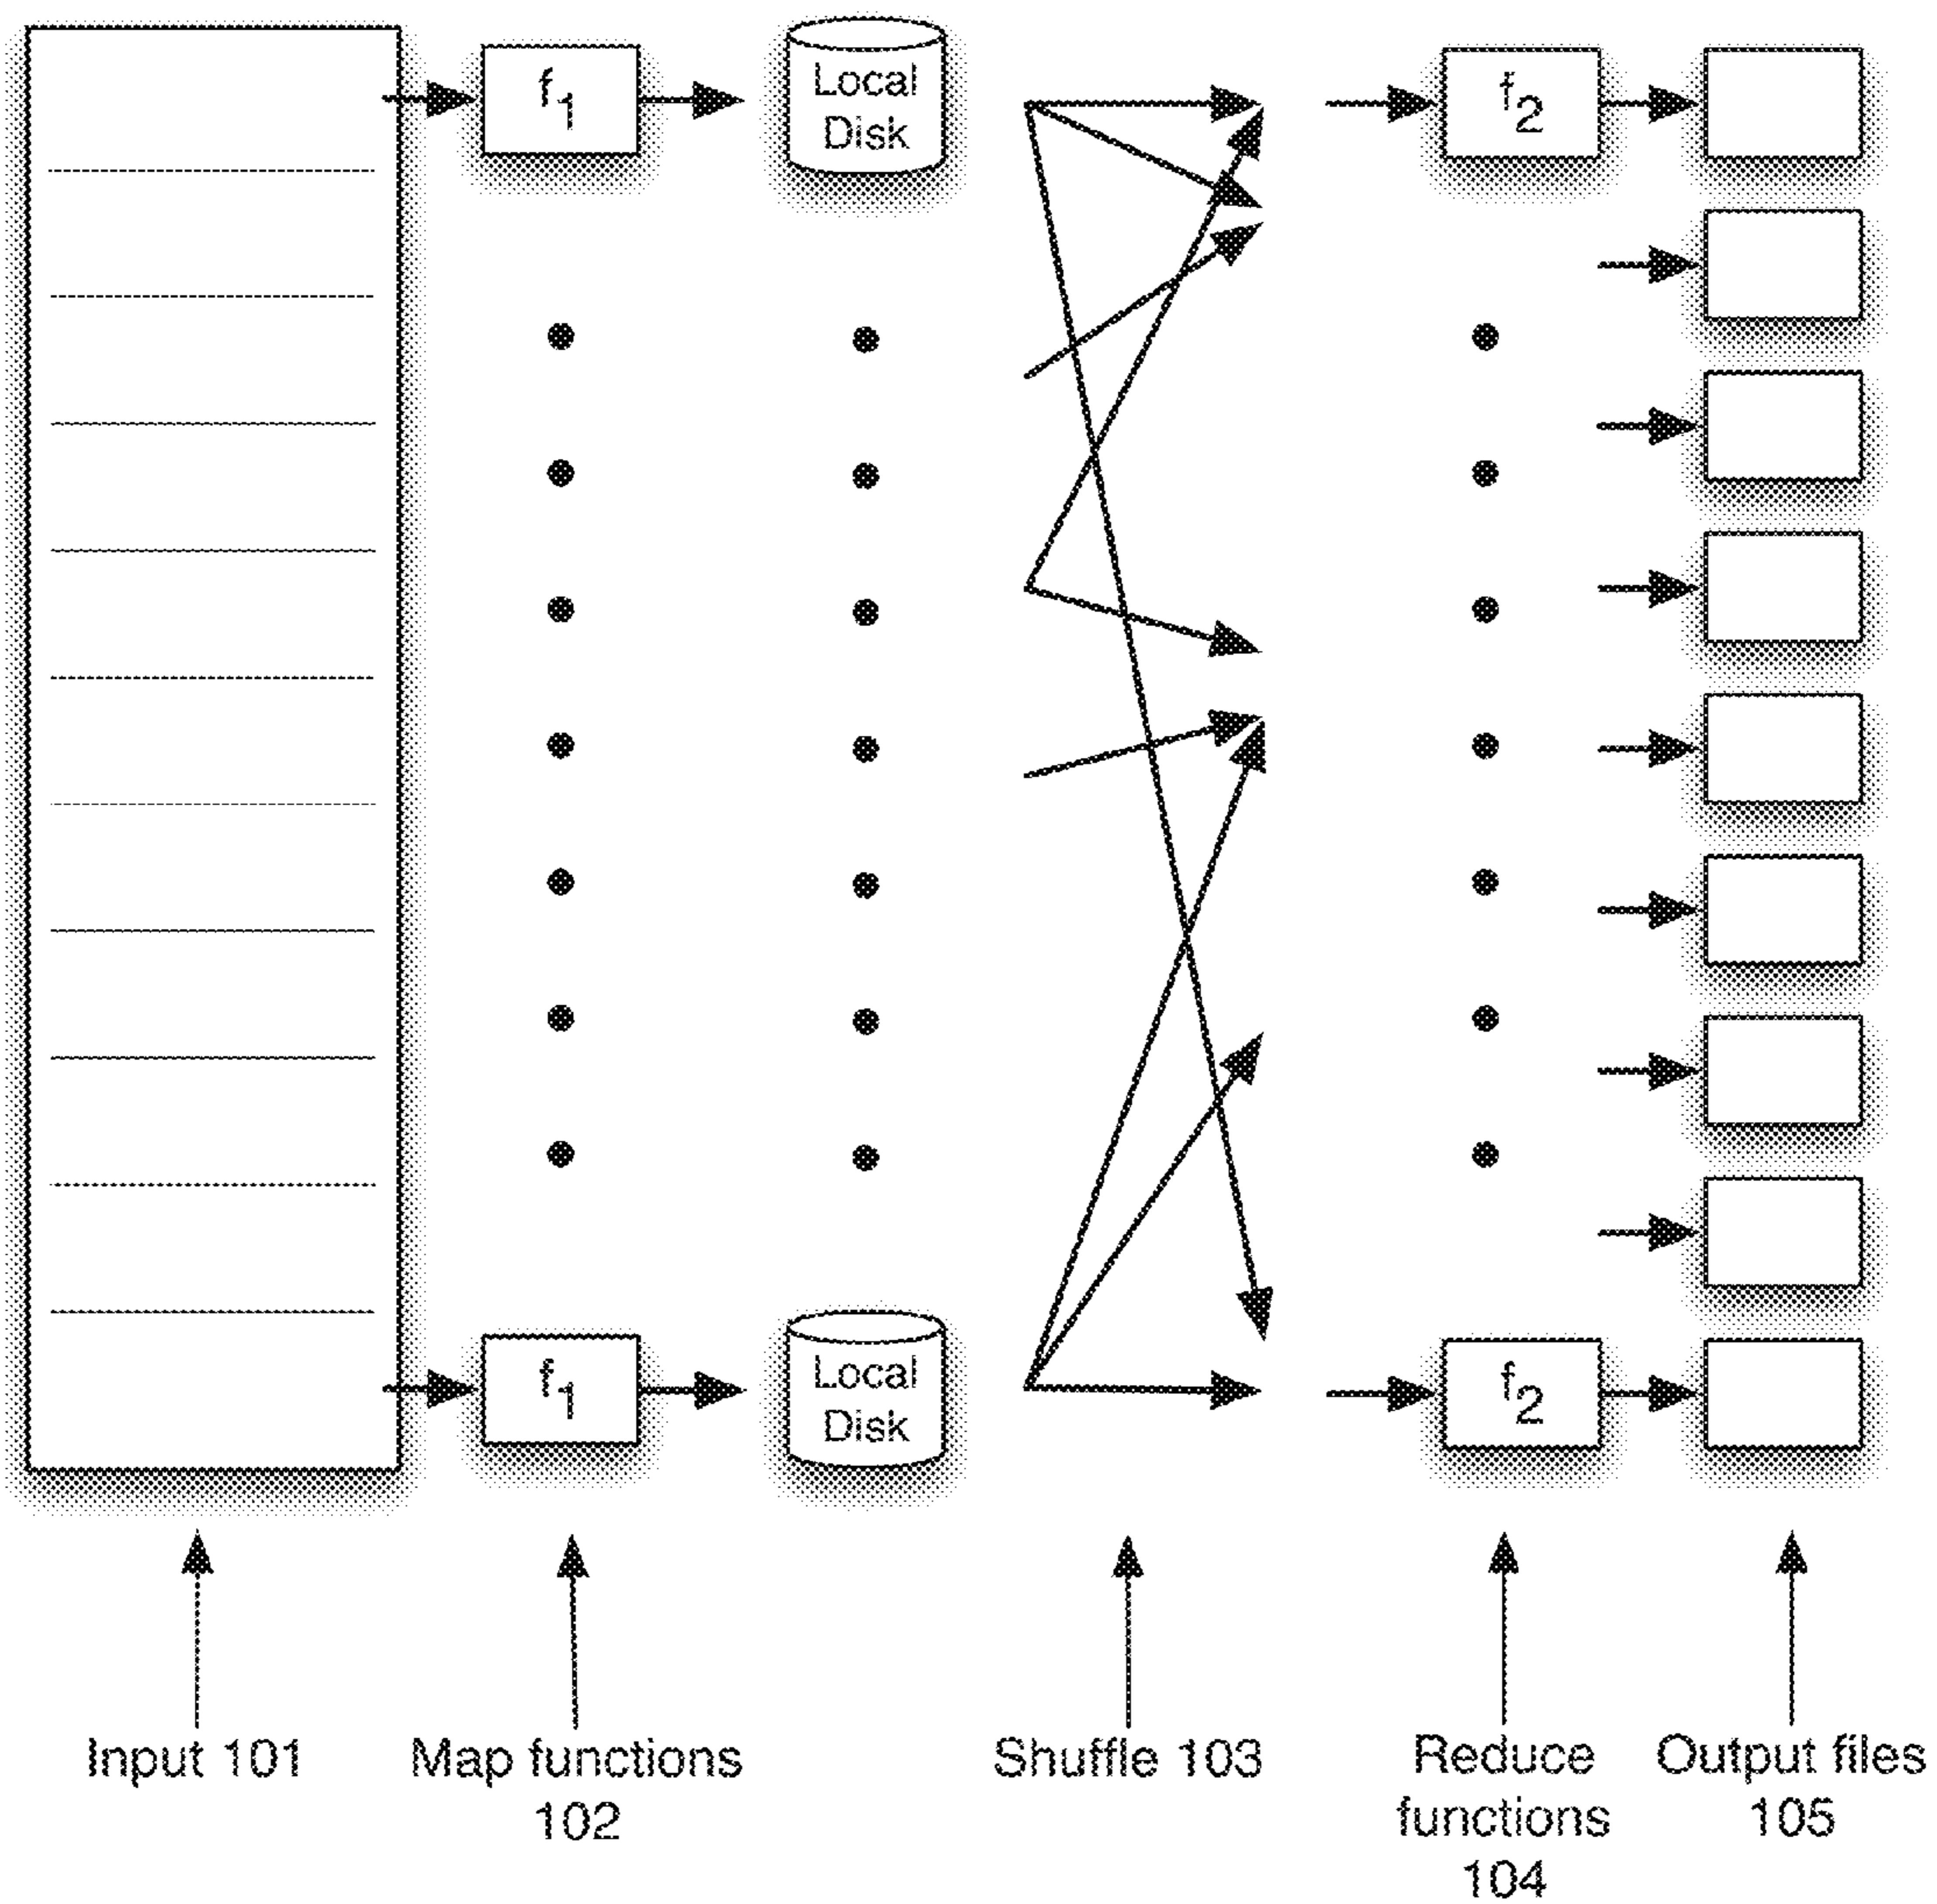 f1
Local
Disk
f2
f1
Local
Disk
f2
Input 101
Map functions
102
Shuffle 103
Reduce
functions
104
Output files
105